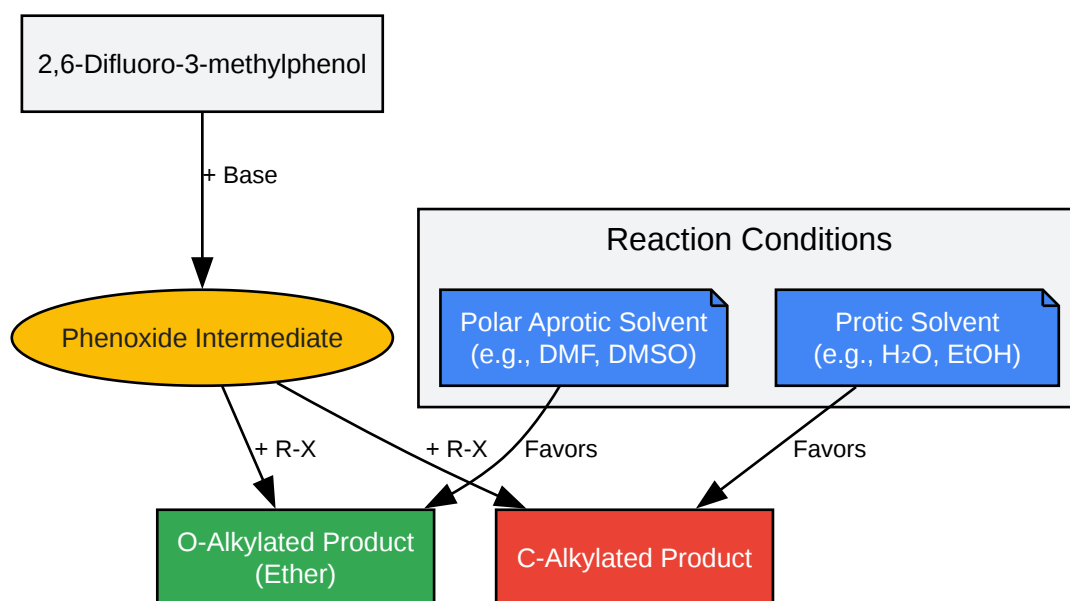 2,6-Difluoro-3-methylphenol
+ Base
Reaction Conditions
Polar Aprotic Solvent
(e.g., DMF, DMSO)
Protic Solvent
(e.g., H₂O, EtOH)
Phenoxide Intermediate
+ R-X
+ R-X
Favors
Favors
O-Alkylated Product
(Ether)
C-Alkylated Product